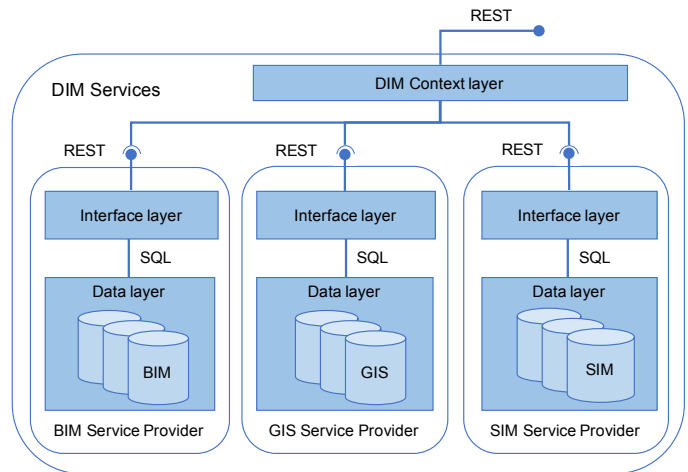 REST
DIM Services
DIM Context layer
REST
REST
REST
Interface layer
Interface layer
Interface layer
SQL
SQL
SQL
Data layer
Data layer
Data layer
BIM
GIS
SIM
BIM Service Provider
GIS Service Provider
SIM Service Provider